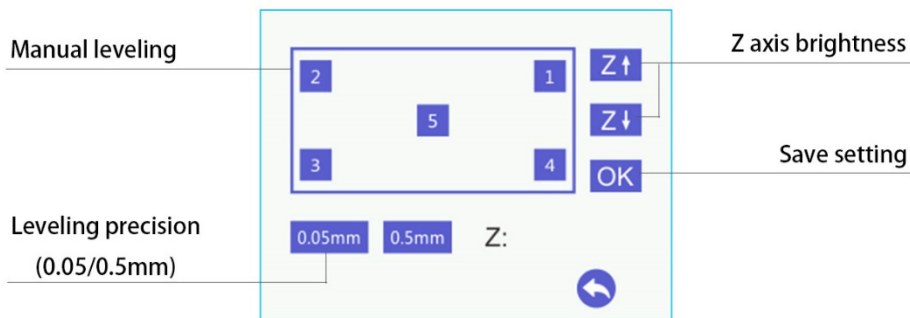 Manual leveling
Z axis brightness
2
1
Z↑
5
Z↓
3
4
Save setting
OK
Leveling precision
(0.05/0.5mm)
0.05mm
0.5mm
Z: